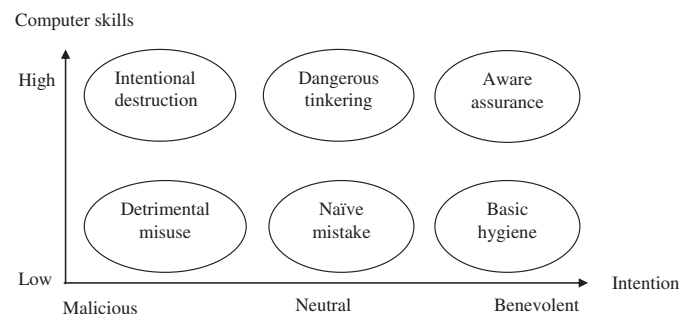 Computer skills
High
Intentional
destruction
Dangerous
tinkering
Aware
assurance
Detrimental
misuse
Naïve
mistake
Basic
hygiene
Low
Intention
Malicious
Neutral
Benevolent